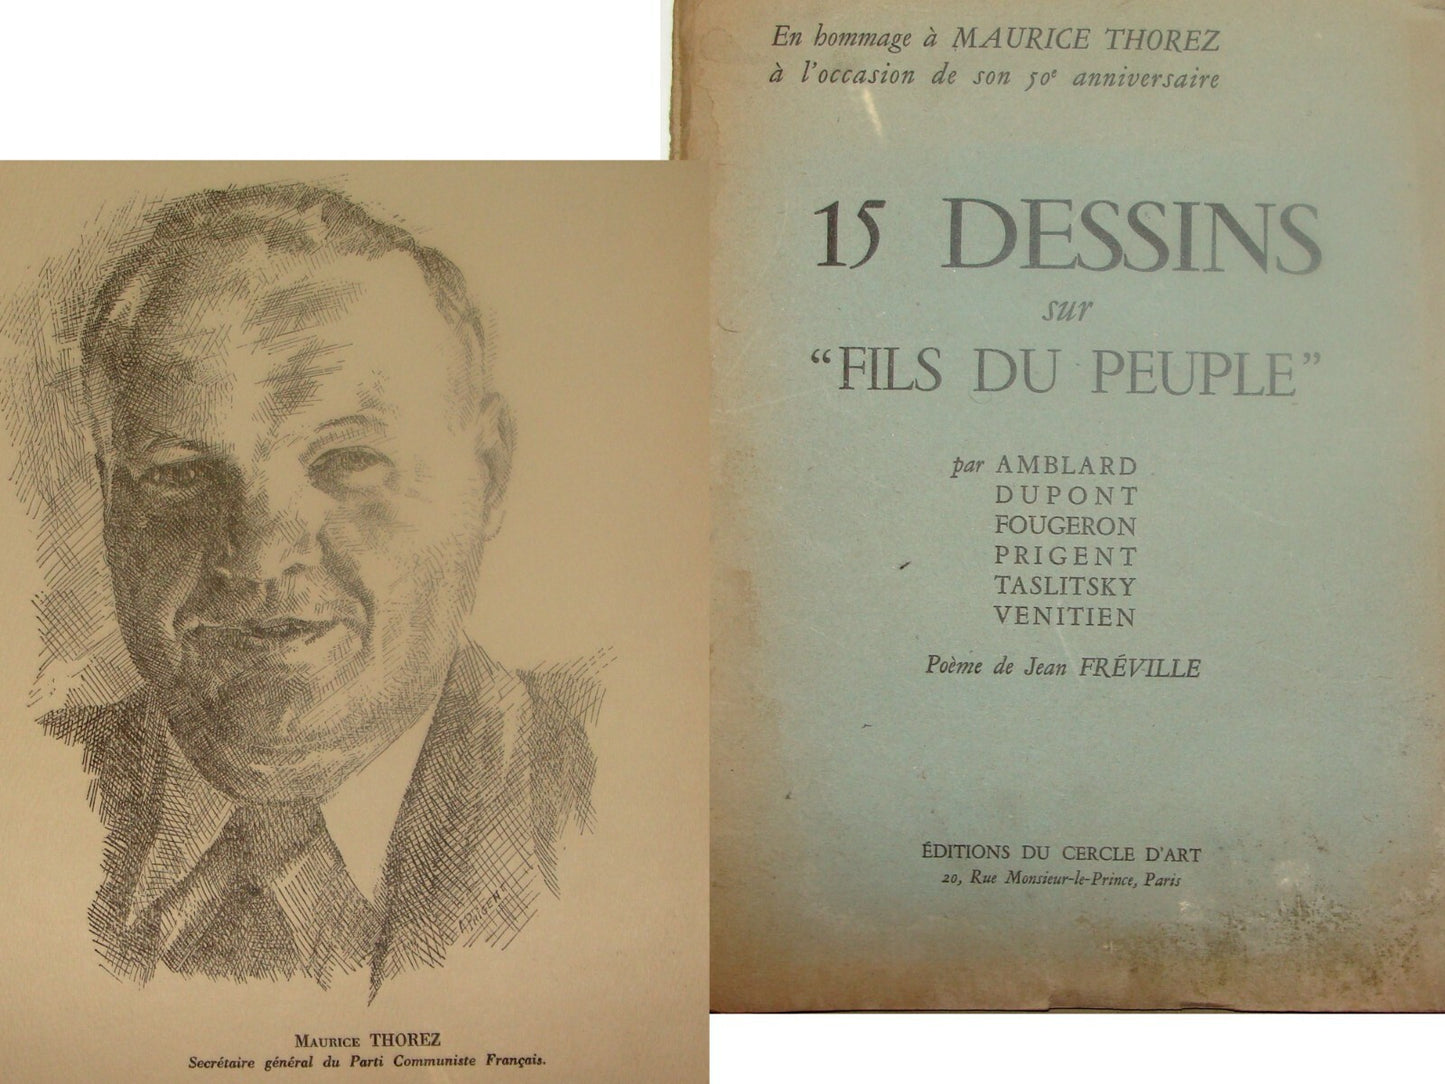 En hommage à MAURICE THOREZ
à l'occasion de son 50e anniversaire
15 DESSINS
sur
"FILS DU PEUPLE"
par AMBLARD
DUPONT
FOUGERON
PRIGENT
TASLITSKY
VENITIEN
Poème de Jean FRÉVILLE
ÉDITIONS DU CERCLE D'ART
20, Rue Monsieur-le-Prince, Paris
A. Prigent
MAURICE THOREZ
Secrétaire général du Parti Communiste Français.